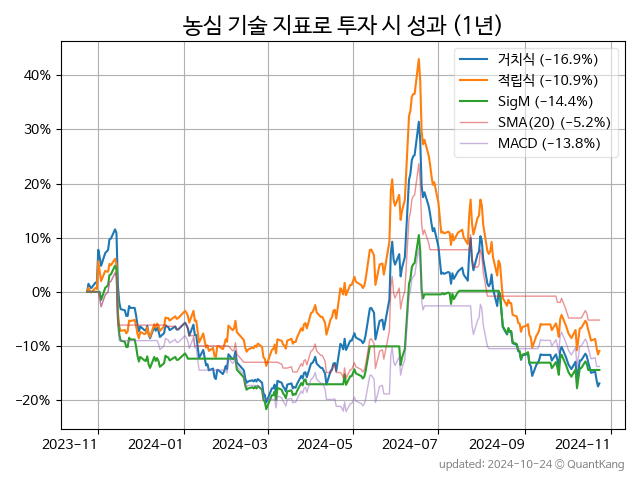 농심 기술 지표로 투자 시 성과 (1년)
거치식 (-16.9%)
적립식 (-10.9%)
SigM (-14.4%)
SMA(20) (-5.2%)
MACD (-13.8%)
40%
30%
20%
10%
0%
-10%
-20%
2023-11 2024-01 2024-03 2024-05 2024-07 2024-09 2024-11
updated: 2024-10-24 © QuantKang